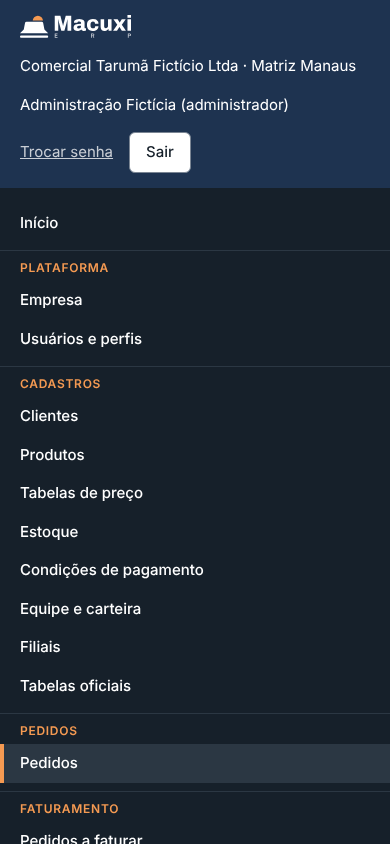 Macuxi
ERP
Comercial Tarumã Fictício Ltda · Matriz Manaus
Administração Fictícia (administrador)
Trocar senha
Sair
Início
PLATAFORMA
Empresa
Usuários e perfis
CADASTROS
Clientes
Produtos
Tabelas de preço
Estoque
Condições de pagamento
Equipe e carteira
Filiais
Tabelas oficiais
PEDIDOS
Pedidos
FATURAMENTO
Pedidos a faturar